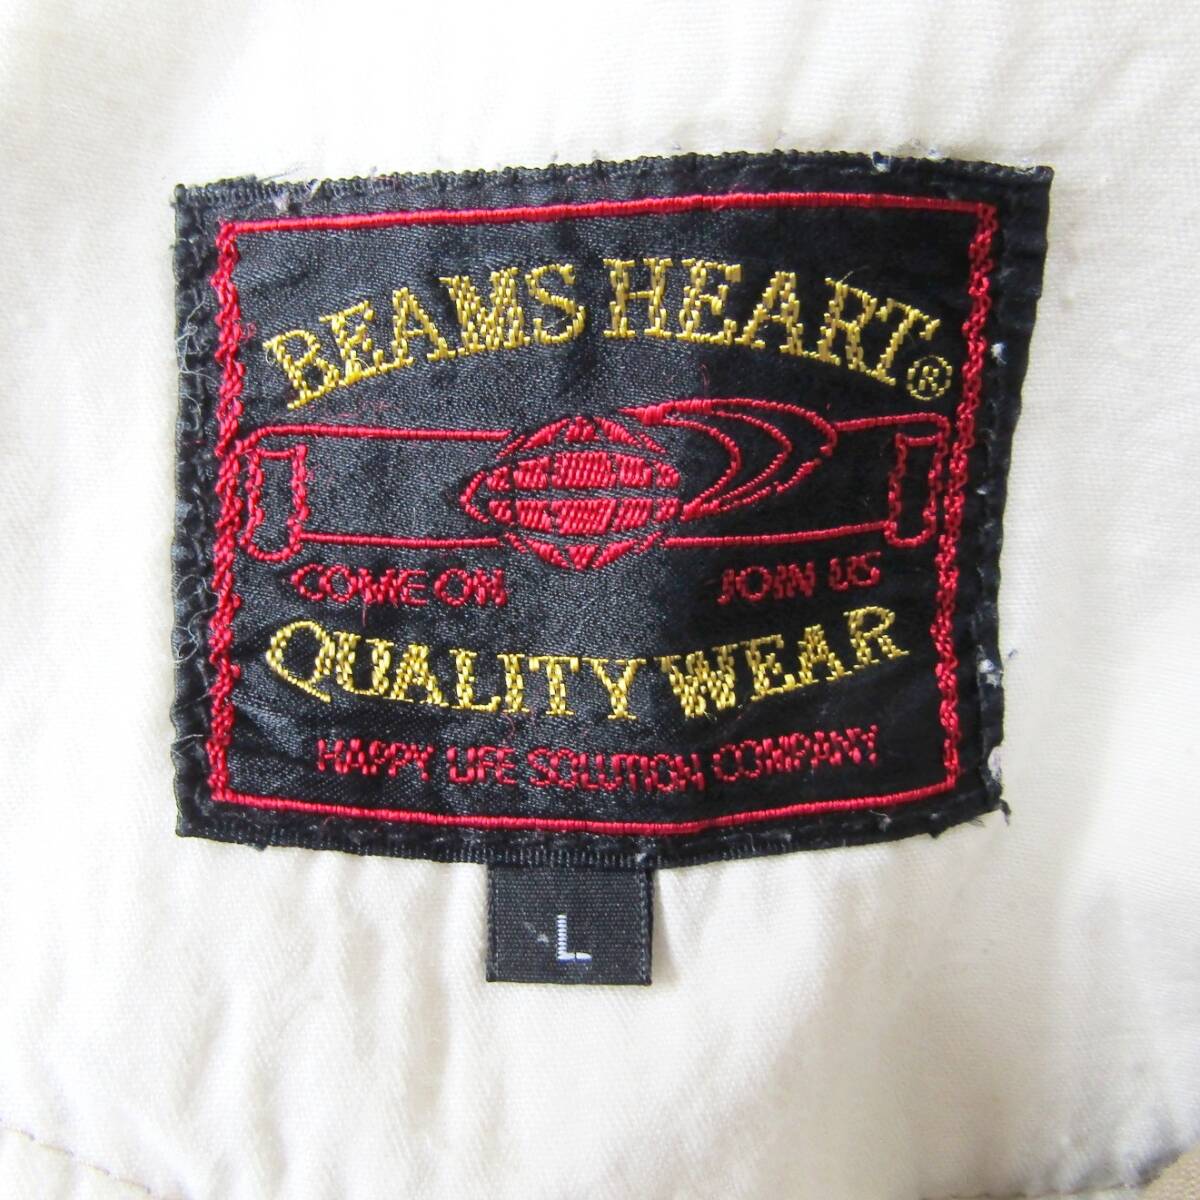 BEAMS HEART®
COME ON JOIN US
QUALITY WEAR
HAPPY LIFE SOLUTION COMPANY
L